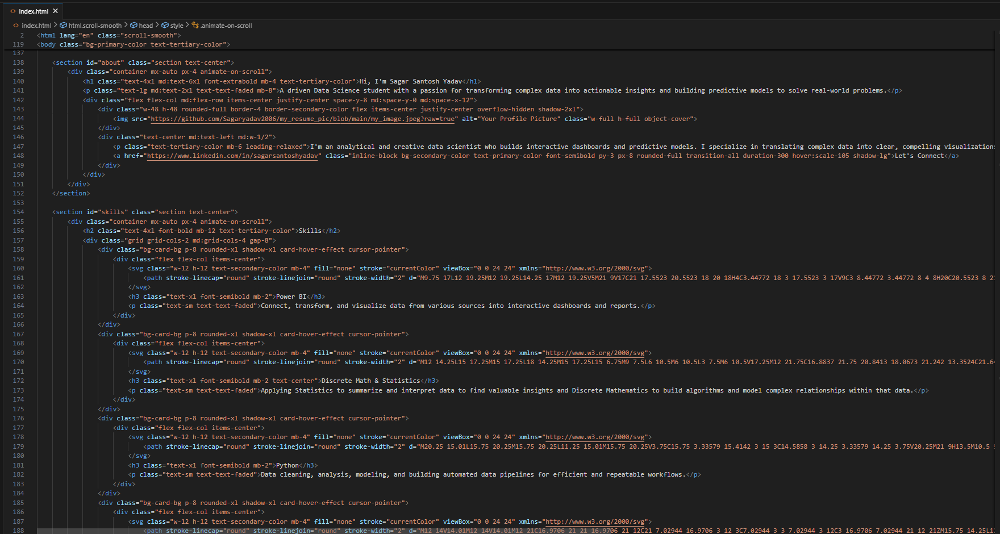 index.html
index.html > html.scroll-smooth > head > style > .animate-on-scroll
2 <html lang="en" class="scroll-smooth">
119 <body class="bg-primary-color text-tertiary-color">
137
138 <section id="about" class="section text-center">
139 <div class="container mx-auto px-4 animate-on-scroll">
140 <h1 class="text-4xl md:text-6xl font-extrabold mb-4 text-tertiary-color">Hi, I'm Sagar Santosh Yadav</h1>
141 <p class="text-lg md:text-2xl text-text-faded mb-8">A driven Data Science student with a passion for transforming complex data into actionable insights and building predictive models to solve real-world problems.</p>
142 <div class="flex flex-col md:flex-row items-center justify-center space-y-8 md:space-y-0 md:space-x-12">
143 <div class="w-48 h-48 rounded-full border-4 border-secondary-color flex items-center justify-center overflow-hidden shadow-2xl">
144 <img src="https://github.com/Sagaryadav2006/my_resume_pic/blob/main/my_image.jpeg?raw=true" alt="Your Profile Picture" class="w-full h-full object-cover">
145 </div>
146 <div class="text-center md:text-left md:w-1/2">
147 <p class="text-tertiary-color mb-6 leading-relaxed">I'm an analytical and creative data scientist who builds interactive dashboards and predictive models. I specialize in translating complex data into clear, compelling visualizations
148 <a href="https://www.linkedin.com/in/sagarsantoshyadav" class="inline-block bg-secondary-color text-primary-color font-semibold py-3 px-8 rounded-full transition-all duration-300 hover:scale-105 shadow-lg">Let's Connect</a>
149 </div>
150 </div>
151 </div>
152 </section>
153
154 <section id="skills" class="section text-center">
155 <div class="container mx-auto px-4 animate-on-scroll">
156 <h2 class="text-4xl font-bold mb-12 text-tertiary-color">Skills</h2>
157 <div class="grid grid-cols-2 md:grid-cols-4 gap-8">
158 <div class="bg-card-bg p-8 rounded-xl shadow-xl card-hover-effect cursor-pointer">
159 <div class="flex flex-col items-center">
160 <svg class="w-12 h-12 text-secondary-color mb-4" fill="none" stroke="currentColor" viewBox="0 0 24 24" xmlns="http://www.w3.org/2000/svg">
161 <path stroke-linecap="round" stroke-linejoin="round" stroke-width="2" d="M9.75 17L12 19.25M12 19.25L14.25 17M12 19.25V5M21 9V17C21 17.5523 20.5523 18 20 18H4C3.44772 18 3 17.5523 3 17V9C3 8.44772 3.44772 8 4 8H20C20.5523 8 2
162 </svg>
163 <h3 class="text-xl font-semibold mb-2">Power BI</h3>
164 <p class="text-sm text-text-faded">Connect, transform, and visualize data from various sources into interactive dashboards and reports.</p>
165 </div>
166 </div>
167 <div class="bg-card-bg p-8 rounded-xl shadow-xl card-hover-effect cursor-pointer">
168 <div class="flex flex-col items-center">
169 <svg class="w-12 h-12 text-secondary-color mb-4" fill="none" stroke="currentColor" viewBox="0 0 24 24" xmlns="http://www.w3.org/2000/svg">
170 <path stroke-linecap="round" stroke-linejoin="round" stroke-width="2" d="M12 14.25L15 17.25M15 17.25L18 14.25M15 17.25L15 6.75M9 7.5L6 10.5M6 10.5L3 7.5M6 10.5V17.25M12 21.75C16.8837 21.75 20.8413 18.0673 21.242 13.3524C21.64
171 </svg>
172 <h3 class="text-xl font-semibold mb-2 text-center">Discrete Math & Statistics</h3>
173 <p class="text-sm text-text-faded">Applying Statistics to summarize and interpret data to find valuable insights and Discrete Mathematics to build algorithms and model complex relationships within that data.</p>
174 </div>
175 </div>
176 <div class="bg-card-bg p-8 rounded-xl shadow-xl card-hover-effect cursor-pointer">
177 <div class="flex flex-col items-center">
178 <svg class="w-12 h-12 text-secondary-color mb-4" fill="none" stroke="currentColor" viewBox="0 0 24 24" xmlns="http://www.w3.org/2000/svg">
179 <path stroke-linecap="round" stroke-linejoin="round" stroke-width="2" d="M20.25 15.01L15.75 20.25M15.75 20.25L11.25 15.01M15.75 20.25V3.75C15.75 3.33579 15.4142 3 15 3C14.5858 3 14.25 3.33579 14.25 3.75V20.25M21 9H13.5M10.5
180 </svg>
181 <h3 class="text-xl font-semibold mb-2">Python</h3>
182 <p class="text-sm text-text-faded">Data cleaning, analysis, modeling, and building automated data pipelines for efficient and repeatable workflows.</p>
183 </div>
184 </div>
185 <div class="bg-card-bg p-8 rounded-xl shadow-xl card-hover-effect cursor-pointer">
186 <div class="flex flex-col items-center">
187 <svg class="w-12 h-12 text-secondary-color mb-4" fill="none" stroke="currentColor" viewBox="0 0 24 24" xmlns="http://www.w3.org/2000/svg">
188 <path stroke-linecap="round" stroke-linejoin="round" stroke-width="2" d="M12 14V14.01M12 14V14.01M12 21C16.9706 21 21 16.9706 21 12C21 7.02944 16.9706 3 12 3C7.02944 3 3 7.02944 3 12C3 16.9706 7.02944 21 12 21ZM15.75 14.25L1